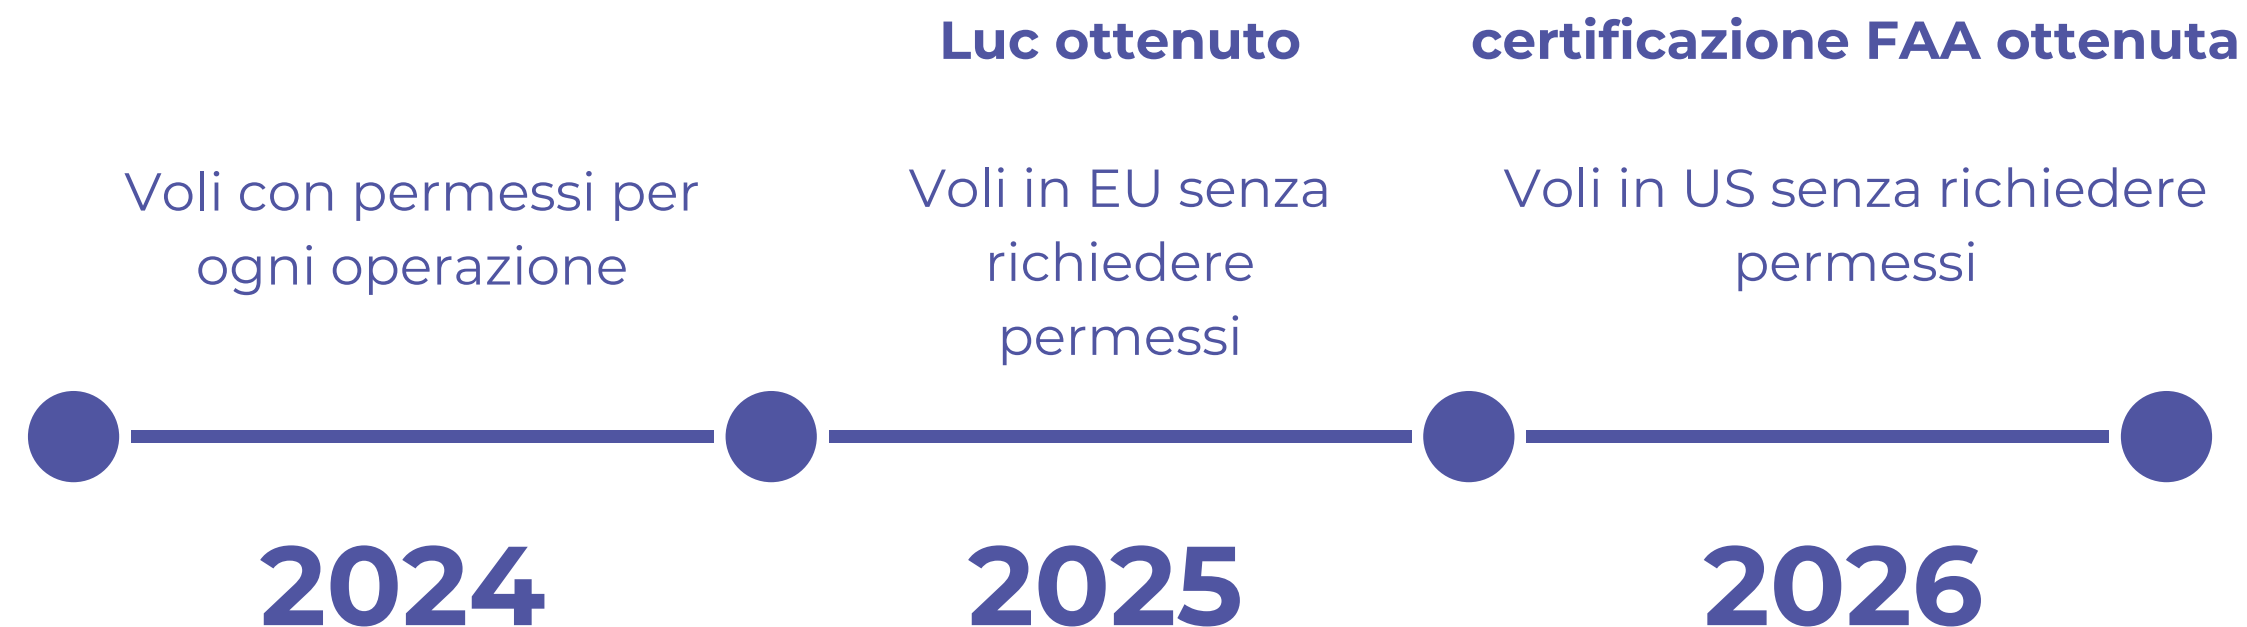 Luc ottenuto
certificazione FAA ottenuta
Voli con permessi per
ogni operazione
Voli in EU senza
richiedere
permessi
Voli in US senza richiedere
permessi
2024
2025
2026